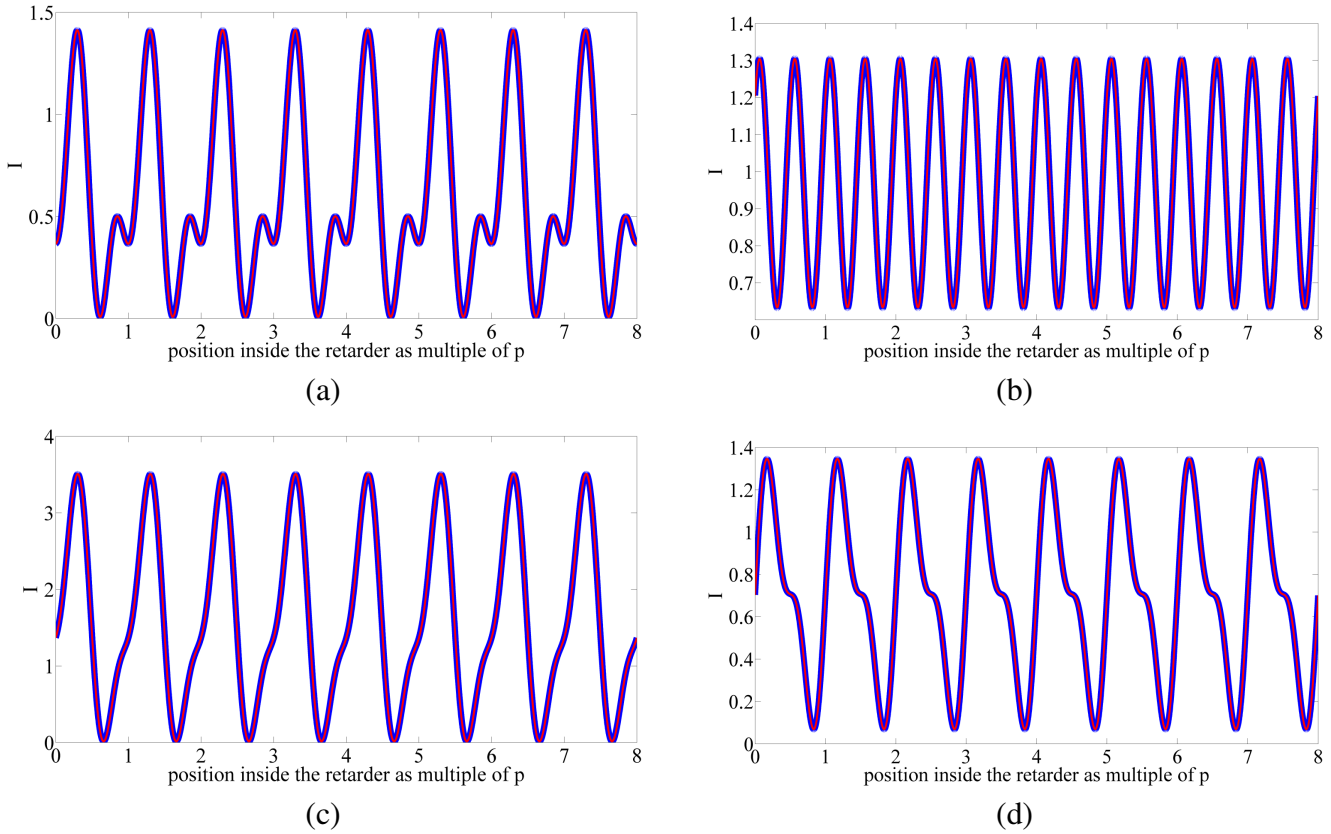 1.5
1
0.5
0
I
0 1 2 3 4 5 6 7 8
position inside the retarder as multiple of p
(a)
1.4
1.3
1.2
1.1
1
0.9
0.8
0.7
I
0 1 2 3 4 5 6 7 8
position inside the retarder as multiple of p
(b)
4
3
2
1
0
I
0 1 2 3 4 5 6 7 8
position inside the retarder as multiple of p
(c)
1.4
1.2
1
0.8
0.6
0.4
0.2
0
I
0 1 2 3 4 5 6 7 8
position inside the retarder as multiple of p
(d)